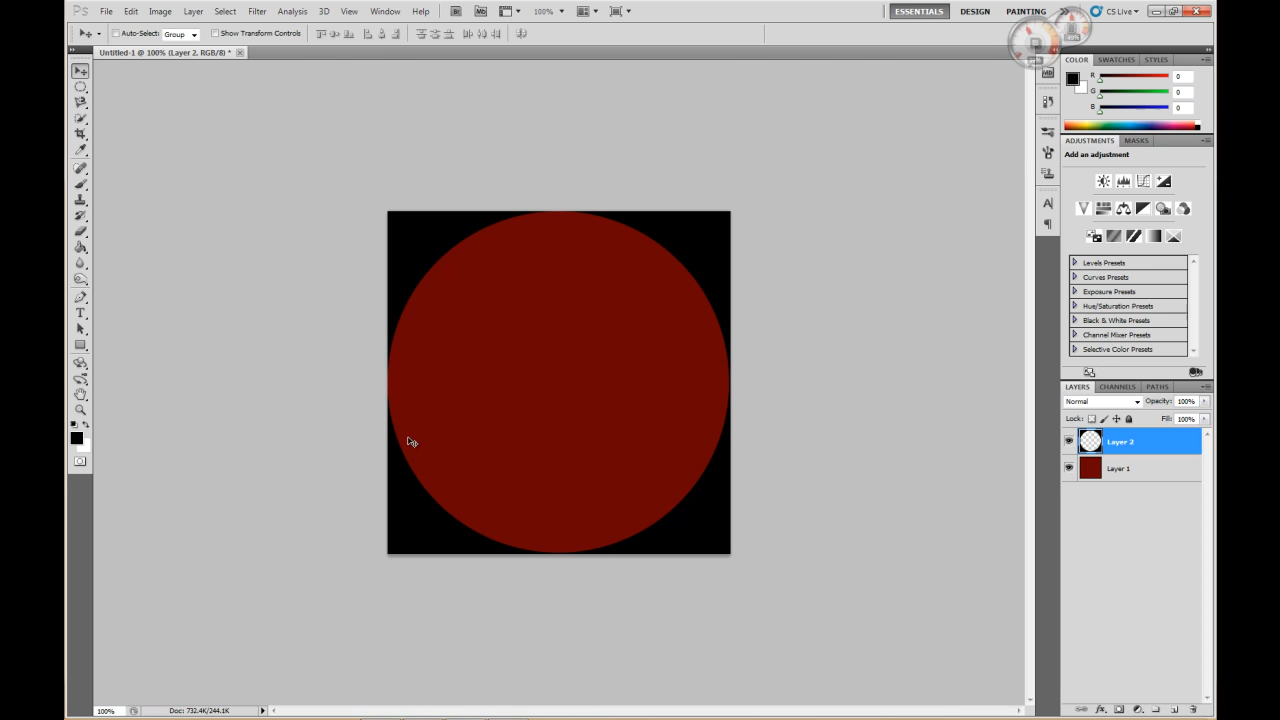 Ps File Edit Image Layer Select Filter Analysis 3D View Window Help Br Mb 100% ESSENTIALS DESIGN PAINTING CS Live
Auto-Select: Group Show Transform Controls
Untitled-1 @ 100% (Layer 2, RGB/8) *
COLOR SWATCHES STYLES
R 0
G 0
B 0
ADJUSTMENTS MASKS
Add an adjustment
Levels Presets
Curves Presets
Exposure Presets
Hue/Saturation Presets
Black & White Presets
Channel Mixer Presets
Selective Color Presets
LAYERS CHANNELS PATHS
Normal Opacity: 100%
Lock: Fill: 100%
Layer 2
Layer 1
100% Doc: 732.4K/244.1K